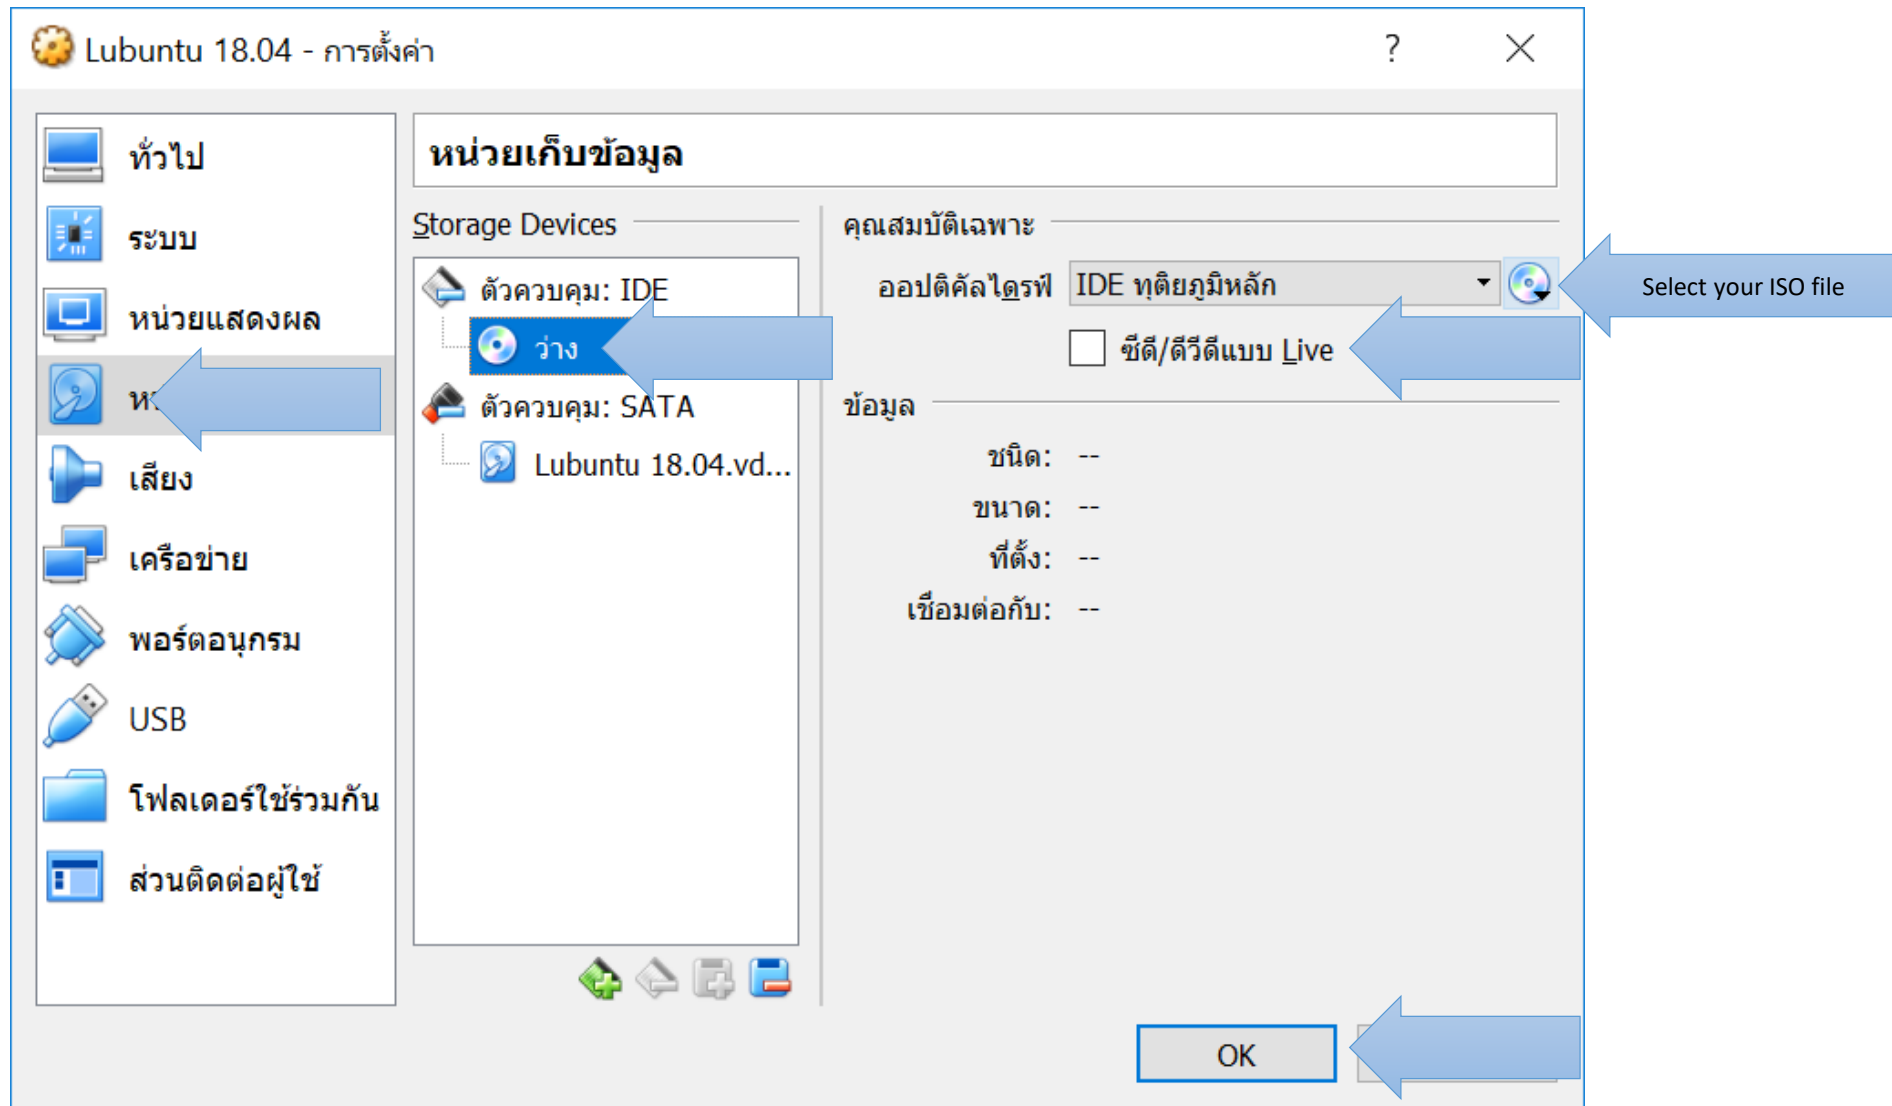 Lubuntu 18.04 - การตั้งค่า
ทั่วไป
ระบบ
หน่วยแสดงผล
เสียง
เครือข่าย
พอร์ตอนุกรม
USB
โฟลเดอร์ใช้ร่วมกัน
ส่วนติดต่อผู้ใช้
หน่วยเก็บข้อมูล
Storage Devices
ตัวควบคุม: IDE
ว่าง
ตัวควบคุม: SATA
Lubuntu 18.04.vd...
คุณสมบัติเฉพาะ
ออปติคัลไดรฟ์ IDE ทุติยภูมิหลัก
ซีดี/ดีวีดีแบบ Live
ข้อมูล
ชนิด: --
ขนาด: --
ที่ตั้ง: --
เชื่อมต่อกับ: --
Select your ISO file
OK